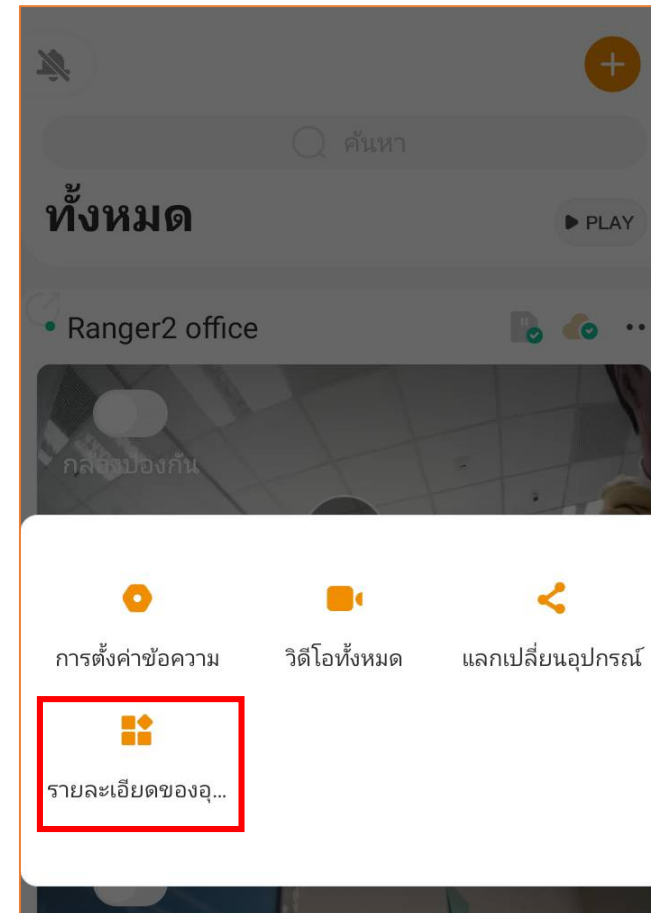 ค้นหา
ทั้งหมด
PLAY
Ranger2 office
กล้องป้องกัน
การตั้งค่าข้อความ
วิดีโอทั้งหมด
แลกเปลี่ยนอุปกรณ์
รายละเอียดของอุ...